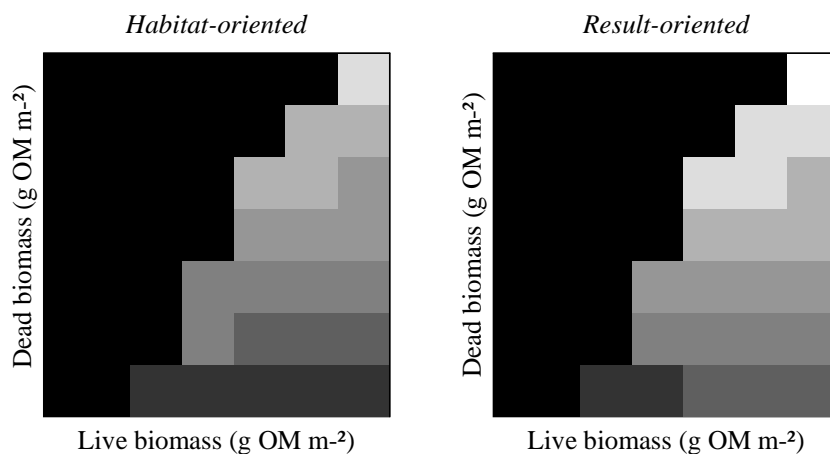 Habitat-oriented
Result-oriented
Dead biomass (g OM m-²)
Dead biomass (g OM m-²)
Live biomass (g OM m-²)
Live biomass (g OM m-²)